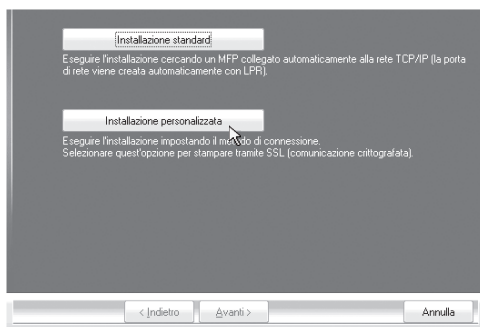 Installazione standard
Eseguire l'installazione cercando un MFP collegato automaticamente alla rete TCP/IP (la porta
di rete viene creata automaticamente con LPR).
Installazione personalizzata
Eseguire l'installazione impostando il metodo di connessione.
Selezionare quest'opzione per stampare tramite SSL (comunicazione crittografata).
< Indietro
Avanti >
Annulla